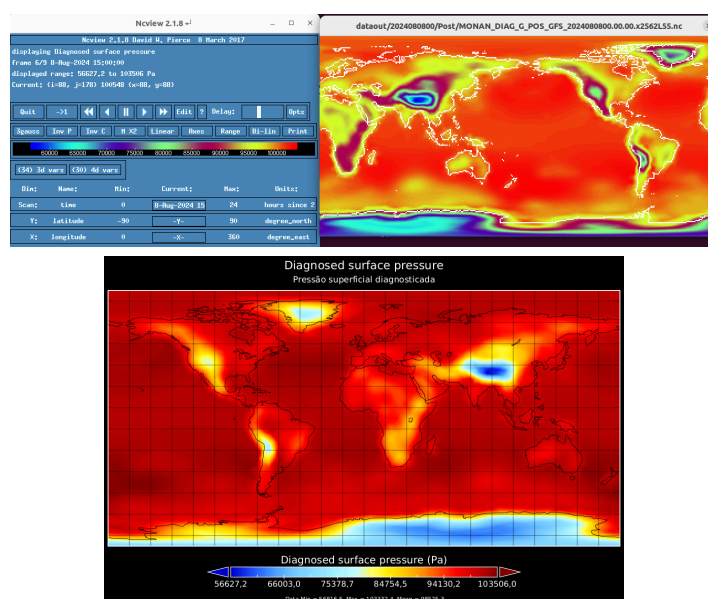 Ncview 2.1.8
Ncview 2.1.8 David W. Pierce 8 March 2017
displaying Diagnosed surface pressure
frame 6/9 8-Aug-2024 15:00:00
displayed range: 56627,2 to 103506 Pa
Current: (i=88, j=178) 100548 (x=88, y=88)
Quit ->1 Edit ? Delay: Opts
3gauss Inv P Inv C M X2 Linear Axes Range Bi-lin Print
60000 65000 70000 75000 80000 85000 90000 95000 100000
(34) 3d vars (30) 4d vars
Dim: Name: Min: Current: Max: Units:
Scan: time 0 8-Aug-2024 15 24 hours since 2
Y: latitude -90 -Y- 90 degree_north
X: longitude 0 -X- 360 degree_east
dataout/2024080800/Post/MONAN_DIAG_G_POS_GFS_2024080800.00.00.x2562L55.nc
Diagnosed surface pressure
Pressão superficial diagnosticada
Diagnosed surface pressure (Pa)
56627,2 66003,0 75378,7 84754,5 94130,2 103506,0